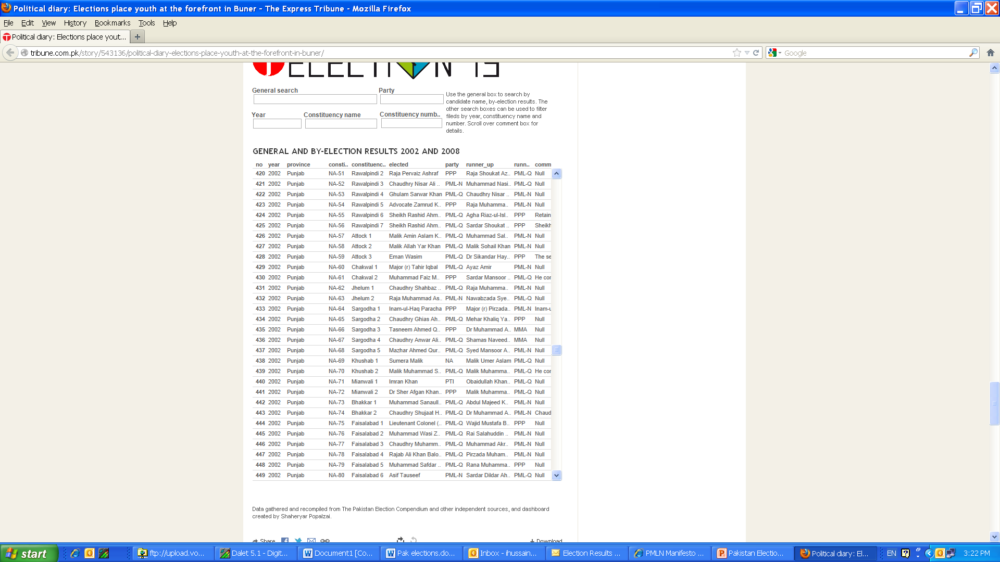 Political diary: Elections place youth at the forefront in Buner - The Express Tribune - Mozilla Firefox
File Edit View History Bookmarks Tools Help
Political diary: Elections place yout...
tribune.com.pk/story/543136/political-diary-elections-place-youth-at-the-forefront-in-buner/ Google
ELECTION '13
General search Party
Use the general box to search by
candidate name, by-election results. The
other search boxes can be used to filter
fileds by year, constituency name and
number. Scroll over comment box for
details.
Year Constituency name Constituency numb..
GENERAL AND BY-ELECTION RESULTS 2002 AND 2008
no year province consti.. constituenc.. elected party runner_up runn.. comm
420 2002 Punjab NA-51 Rawalpindi 2 Raja Pervaiz Ashraf PPP Raja Shoukat Az.. PML-Q Null
421 2002 Punjab NA-52 Rawalpindi 3 Chaudhry Nisar Ali .. PML-N Muhammad Nasi.. PML-Q Null
422 2002 Punjab NA-53 Rawalpindi 4 Ghulam Sarwar Khan PML-Q Chaudhry Nisar .. PML-N Null
423 2002 Punjab NA-54 Rawalpindi 5 Advocate Zamrud K.. PPP Raja Muhamma.. PML-N Null
424 2002 Punjab NA-55 Rawalpindi 6 Sheikh Rashid Ahm.. PML-Q Agha Riaz-ul-Isl.. PPP Retain
425 2002 Punjab NA-56 Rawalpindi 7 Sheikh Rashid Ahm.. PML-Q Sardar Shoukat .. PPP Sheikh
426 2002 Punjab NA-57 Attock 1 Malik Amin Aslam K.. PML-Q Muhammad Sal.. PML-N Null
427 2002 Punjab NA-58 Attock 2 Malik Allah Yar Khan PML-Q Malik Sohail Khan PML-N Null
428 2002 Punjab NA-59 Attock 3 Eman Wasim PML-Q Dr Sikandar Hay.. PPP The se
429 2002 Punjab NA-60 Chakwal 1 Major (r) Tahir Iqbal PML-Q Ayaz Amir PML-N Null
430 2002 Punjab NA-61 Chakwal 2 Muhammad Faiz M.. PPP Sardar Mansoor .. PML-Q He cor
431 2002 Punjab NA-62 Jhelum 1 Chaudhry Shahbaz .. PML-Q Raja Muhamma.. PML-N Null
432 2002 Punjab NA-63 Jhelum 2 Raja Muhammad As.. PML-N Nawabzada Sye.. PML-Q Null
433 2002 Punjab NA-64 Sargodha 1 Inam-ul-Haq Paracha PPP Major (r) Pirzada.. PML-N Inam-u
434 2002 Punjab NA-65 Sargodha 2 Chaudhry Ghias Ah.. PML-Q Mehar Khaliq Ya.. PPP Null
435 2002 Punjab NA-66 Sargodha 3 Tasneem Ahmed Q.. PPP Dr Muhammad A.. MMA Null
436 2002 Punjab NA-67 Sargodha 4 Chaudhry Anwar Ali.. PML-Q Shamas Naveed.. MMA Null
437 2002 Punjab NA-68 Sargodha 5 Mazhar Ahmed Qur.. PML-Q Syed Mansoor A.. PML-N Null
438 2002 Punjab NA-69 Khushab 1 Sumera Malik NA Malik Umer Aslam PML-Q Null
439 2002 Punjab NA-70 Khushab 2 Malik Muhammad S.. PML-Q Malik Muhamma.. PML-Q He cor
440 2002 Punjab NA-71 Mianwali 1 Imran Khan PTI Obaidullah Khan.. PML-Q Null
441 2002 Punjab NA-72 Mianwali 2 Dr Sher Afgan Khan.. PPP Malik Muhamma.. PML-Q Null
442 2002 Punjab NA-73 Bhakkar 1 Muhammad Sanaull.. PML-Q Abdul Majeed K.. PML-N Null
443 2002 Punjab NA-74 Bhakkar 2 Chaudhry Shujaat H.. PML-Q Dr Muhammad A.. PML-N Chaud
444 2002 Punjab NA-75 Faisalabad 1 Lieutenant Colonel (.. PML-Q Wajid Mustafa B.. PPP Null
445 2002 Punjab NA-76 Faisalabad 2 Muhammad Wasi Z.. PML-Q Rai Salahuddin .. PML-N Null
446 2002 Punjab NA-77 Faisalabad 3 Chaudhry Muhamm.. PML-Q Muhammad Akr.. PML-N Null
447 2002 Punjab NA-78 Faisalabad 4 Rajab Ali Khan Balo.. PML-Q Pirzada Muham.. PML-N Null
448 2002 Punjab NA-79 Faisalabad 5 Muhammad Safdar .. PML-Q Rana Muhamma.. PPP Null
449 2002 Punjab NA-80 Faisalabad 6 Asif Tauseef PML-N Sardar Dildar Ah.. PML-Q Null
Data gathered and recompiled from The Pakistan Election Compendium and other independent sources, and dashboard
created by Shaheryar Popalzai.
Share Download
start ftp://upload.vo... Dalet 5.1 - Digit... Document1 [Co... Pak elections.do... Inbox - ihussain... Election Results ... PMLN Manifesto ... Pakistan Electio... Political diary: El... EN 3:22 PM